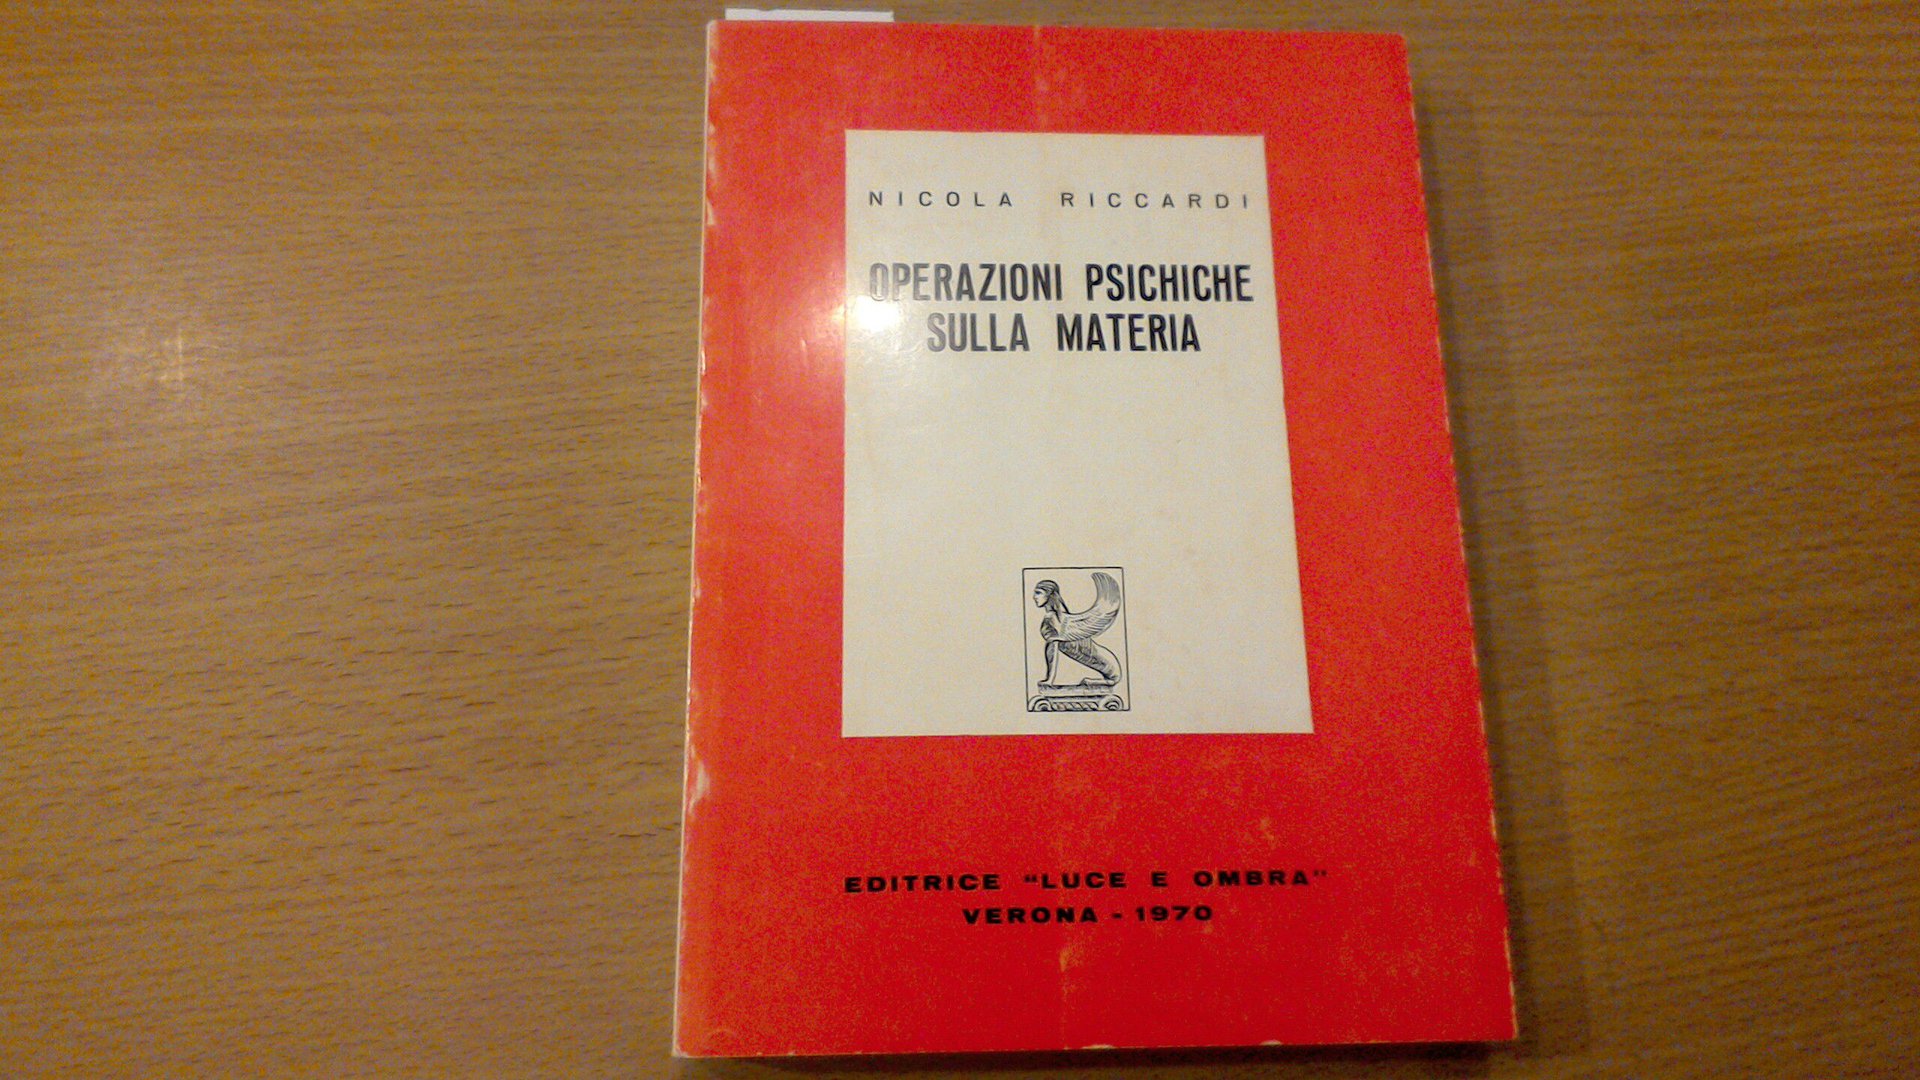 NICOLA RICCARDI
OPERAZIONI PSICHICHE
SULLA MATERIA
EDITRICE "LUCE E OMBRA"
VERONA - 1970